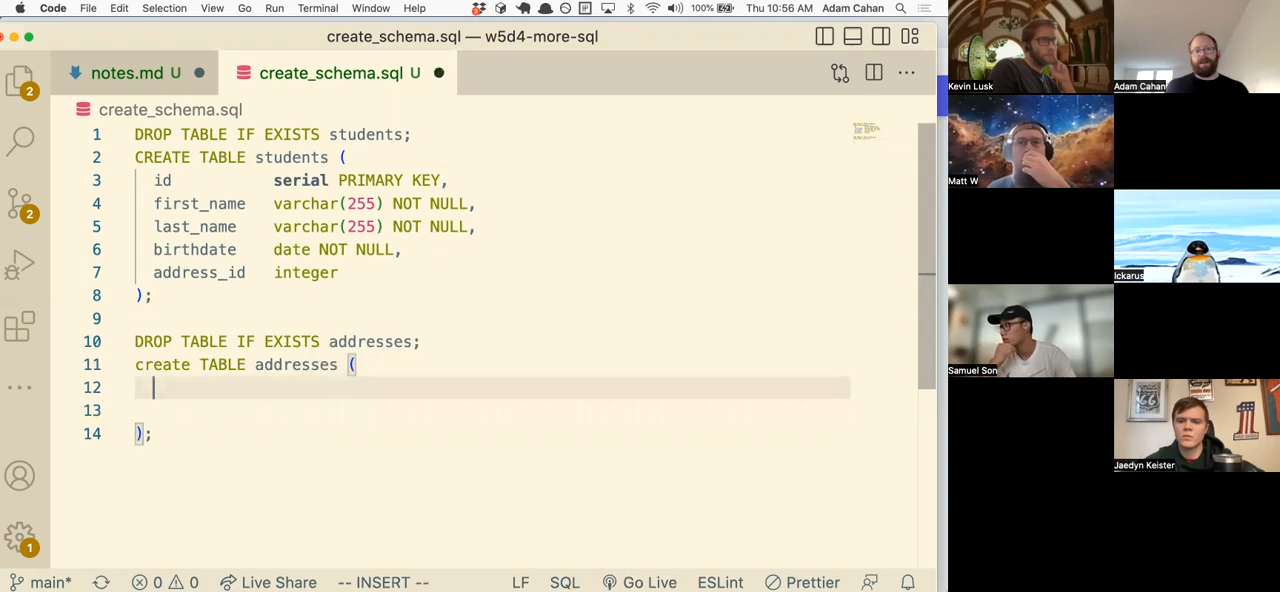 Code File Edit Selection View Go Run Terminal Window Help 100% Thu 10:56 AM Adam Cahan
create_schema.sql — w5d4-more-sql
notes.md U
create_schema.sql U
create_schema.sql
1 DROP TABLE IF EXISTS students;
2 CREATE TABLE students (
3 id serial PRIMARY KEY,
4 first_name varchar(255) NOT NULL,
5 last_name varchar(255) NOT NULL,
6 birthdate date NOT NULL,
7 address_id integer
8 );
9
10 DROP TABLE IF EXISTS addresses;
11 create TABLE addresses (
12
13
14 );
2
2
1
main* 0 0 Live Share -- INSERT -- LF SQL Go Live ESLint Prettier
Kevin Lusk
Adam Cahan
Matt W
Ickarus
Samuel Son
Jaedyn Keister
66
1